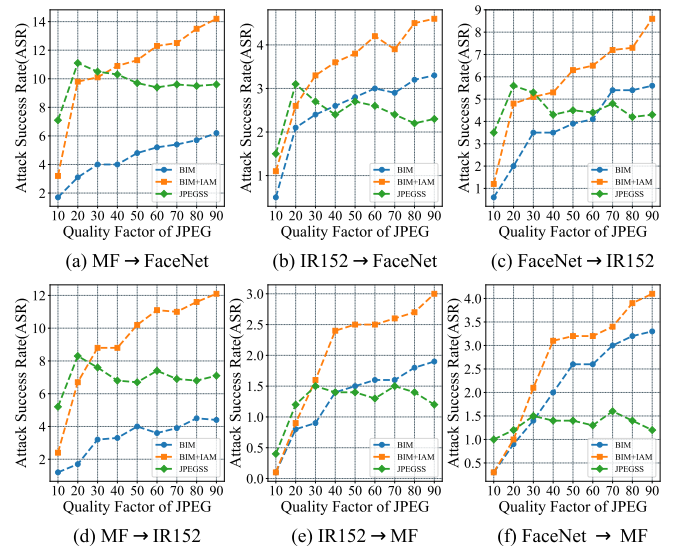 Attack Success Rate(ASR)
14
12
10
8
6
4
2
10 20 30 40 50 60 70 80 90
BIM
BIM+IAM
JPEGSS
Quality Factor of JPEG
(a) MF → FaceNet
Attack Success Rate(ASR)
4
3
2
1
10 20 30 40 50 60 70 80 90
BIM
BIM+IAM
JPEGSS
Quality Factor of JPEG
(b) IR152 → FaceNet
Attack Success Rate(ASR)
9
8
7
6
5
4
3
2
1
10 20 30 40 50 60 70 80 90
BIM
BIM+IAM
JPEGSS
Quality Factor of JPEG
(c) FaceNet → IR152
Attack Success Rate(ASR)
12
10
8
6
4
2
10 20 30 40 50 60 70 80 90
BIM
BIM+IAM
JPEGSS
Quality Factor of JPEG
(d) MF → IR152
Attack Success Rate(ASR)
3.0
2.5
2.0
1.5
1.0
0.5
0.0
10 20 30 40 50 60 70 80 90
BIM
BIM+IAM
JPEGSS
Quality Factor of JPEG
(e) IR152 → MF
Attack Success Rate(ASR)
4.0
3.5
3.0
2.5
2.0
1.5
1.0
0.5
10 20 30 40 50 60 70 80 90
BIM
BIM+IAM
JPEGSS
Quality Factor of JPEG
(f) FaceNet → MF